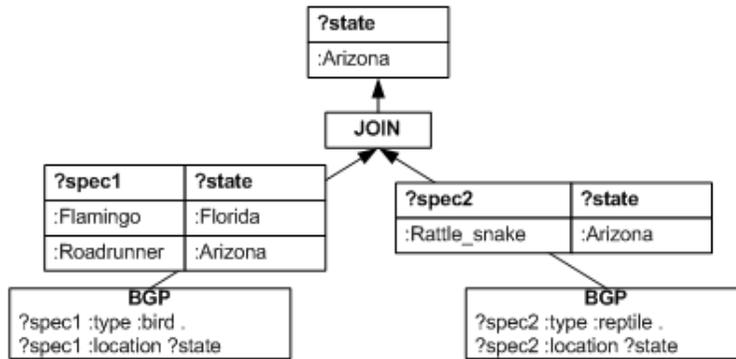 ?state
:Arizona
JOIN
?spec1 ?state
:Flamingo :Florida
:Roadrunner :Arizona
?spec2 ?state
:Rattle_snake :Arizona
BGP
?spec1 :type :bird .
?spec1 :location ?state
BGP
?spec2 :type :reptile .
?spec2 :location ?state